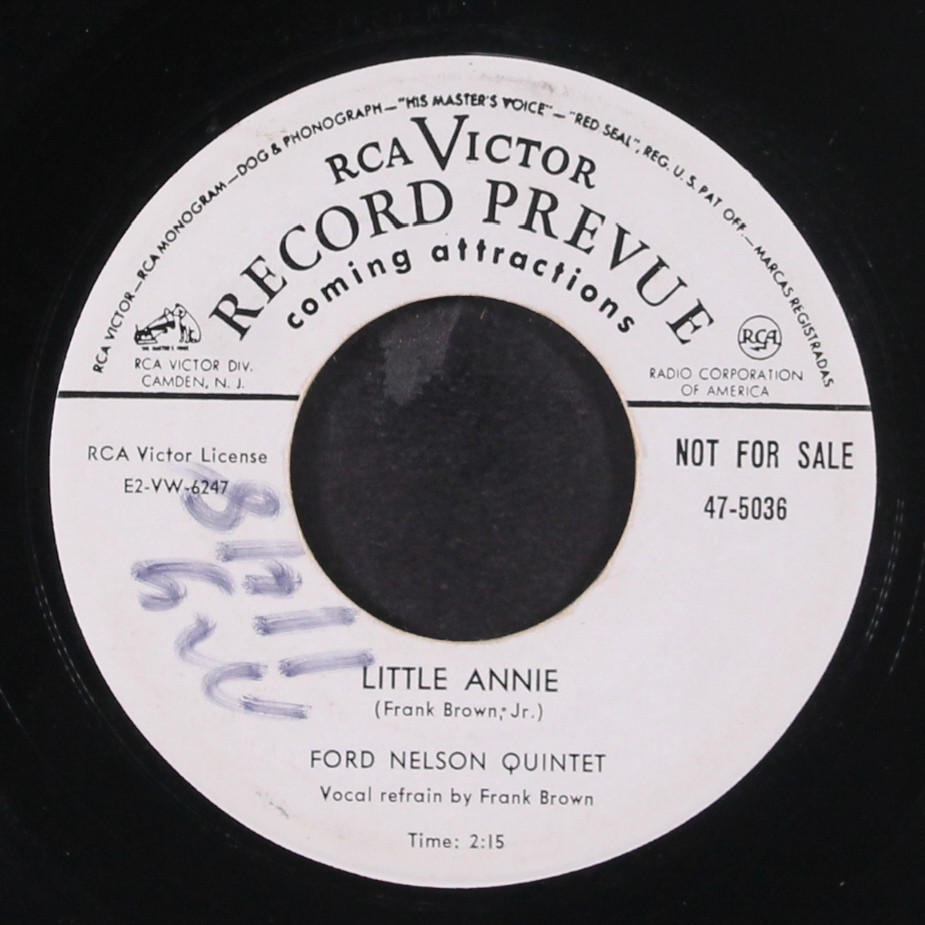 RCA VICTOR—RCA MONOGRAM—DOG & PHONOGRAPH—"HIS MASTER'S VOICE"—"RED SEAL", REG. U. S. PAT. OFF.—MARCAS REGISTRADAS
RCA VICTOR
RECORD PREVUE
coming attractions
RCA VICTOR DIV.
CAMDEN, N. J.
RCA
RADIO CORPORATION
OF AMERICA
RCA Victor License
E2-VW-6247
NOT FOR SALE
47-5036
LITTLE ANNIE
(Frank Brown, Jr.)
FORD NELSON QUINTET
Vocal refrain by Frank Brown
Time: 2:15